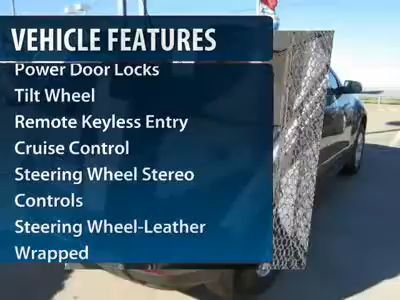 VEHICLE FEATURES
Power Door Locks
Tilt Wheel
Remote Keyless Entry
Cruise Control
Steering Wheel Stereo
Controls
Steering Wheel-Leather
Wrapped